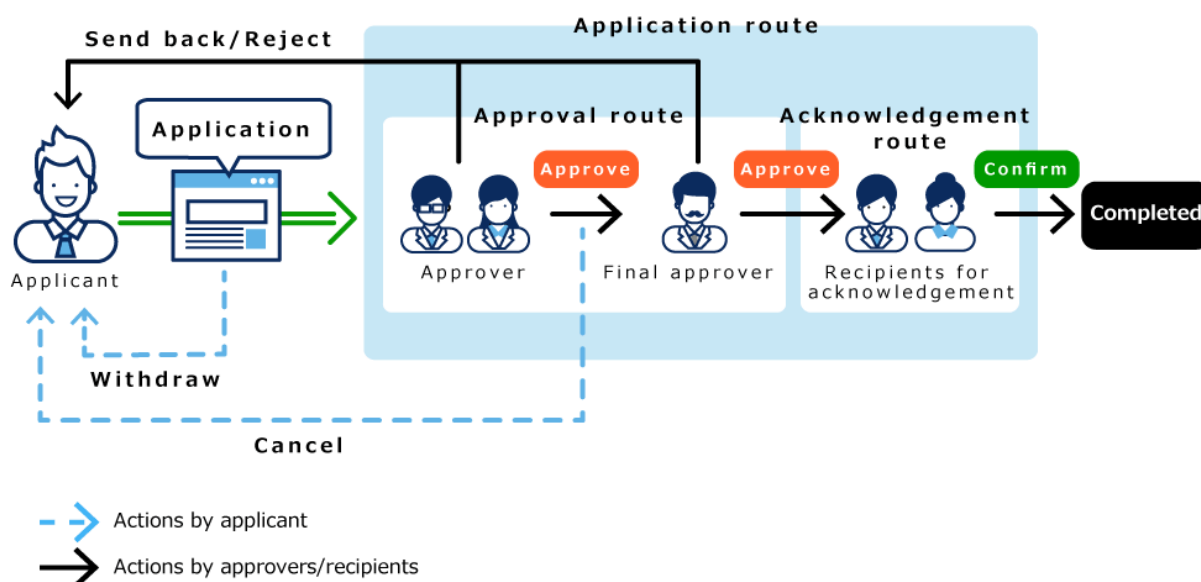 Application route
Send back/Reject
Application
Approval route
Acknowledgement
route
Approve
Approve
Confirm
Completed
Applicant
Approver
Final approver
Recipients for
acknowledgement
Withdraw
Cancel
Actions by applicant
Actions by approvers/recipients